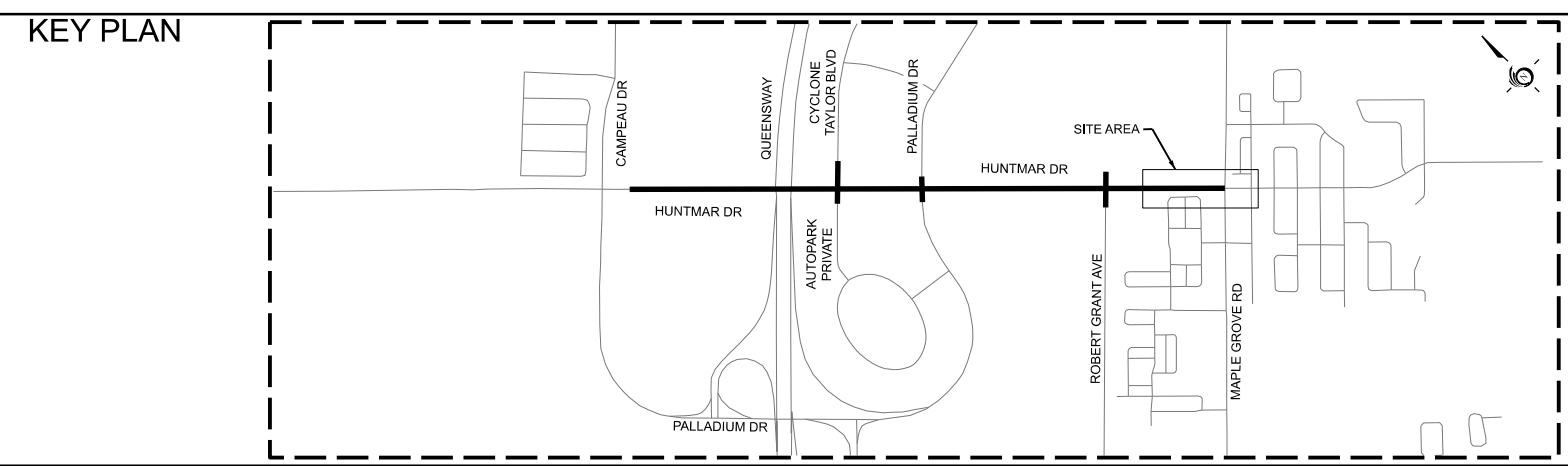 KEY PLAN
CAMPEAU DR
QUEENSWAY
CYCLONE
TAYLOR BLVD
PALLADIUM DR
SITE AREA
HUNTMAR DR
HUNTMAR DR
AUTOPARK
PRIVATE
ROBERT GRANT AVE
MAPLE GROVE RD
PALLADIUM DR